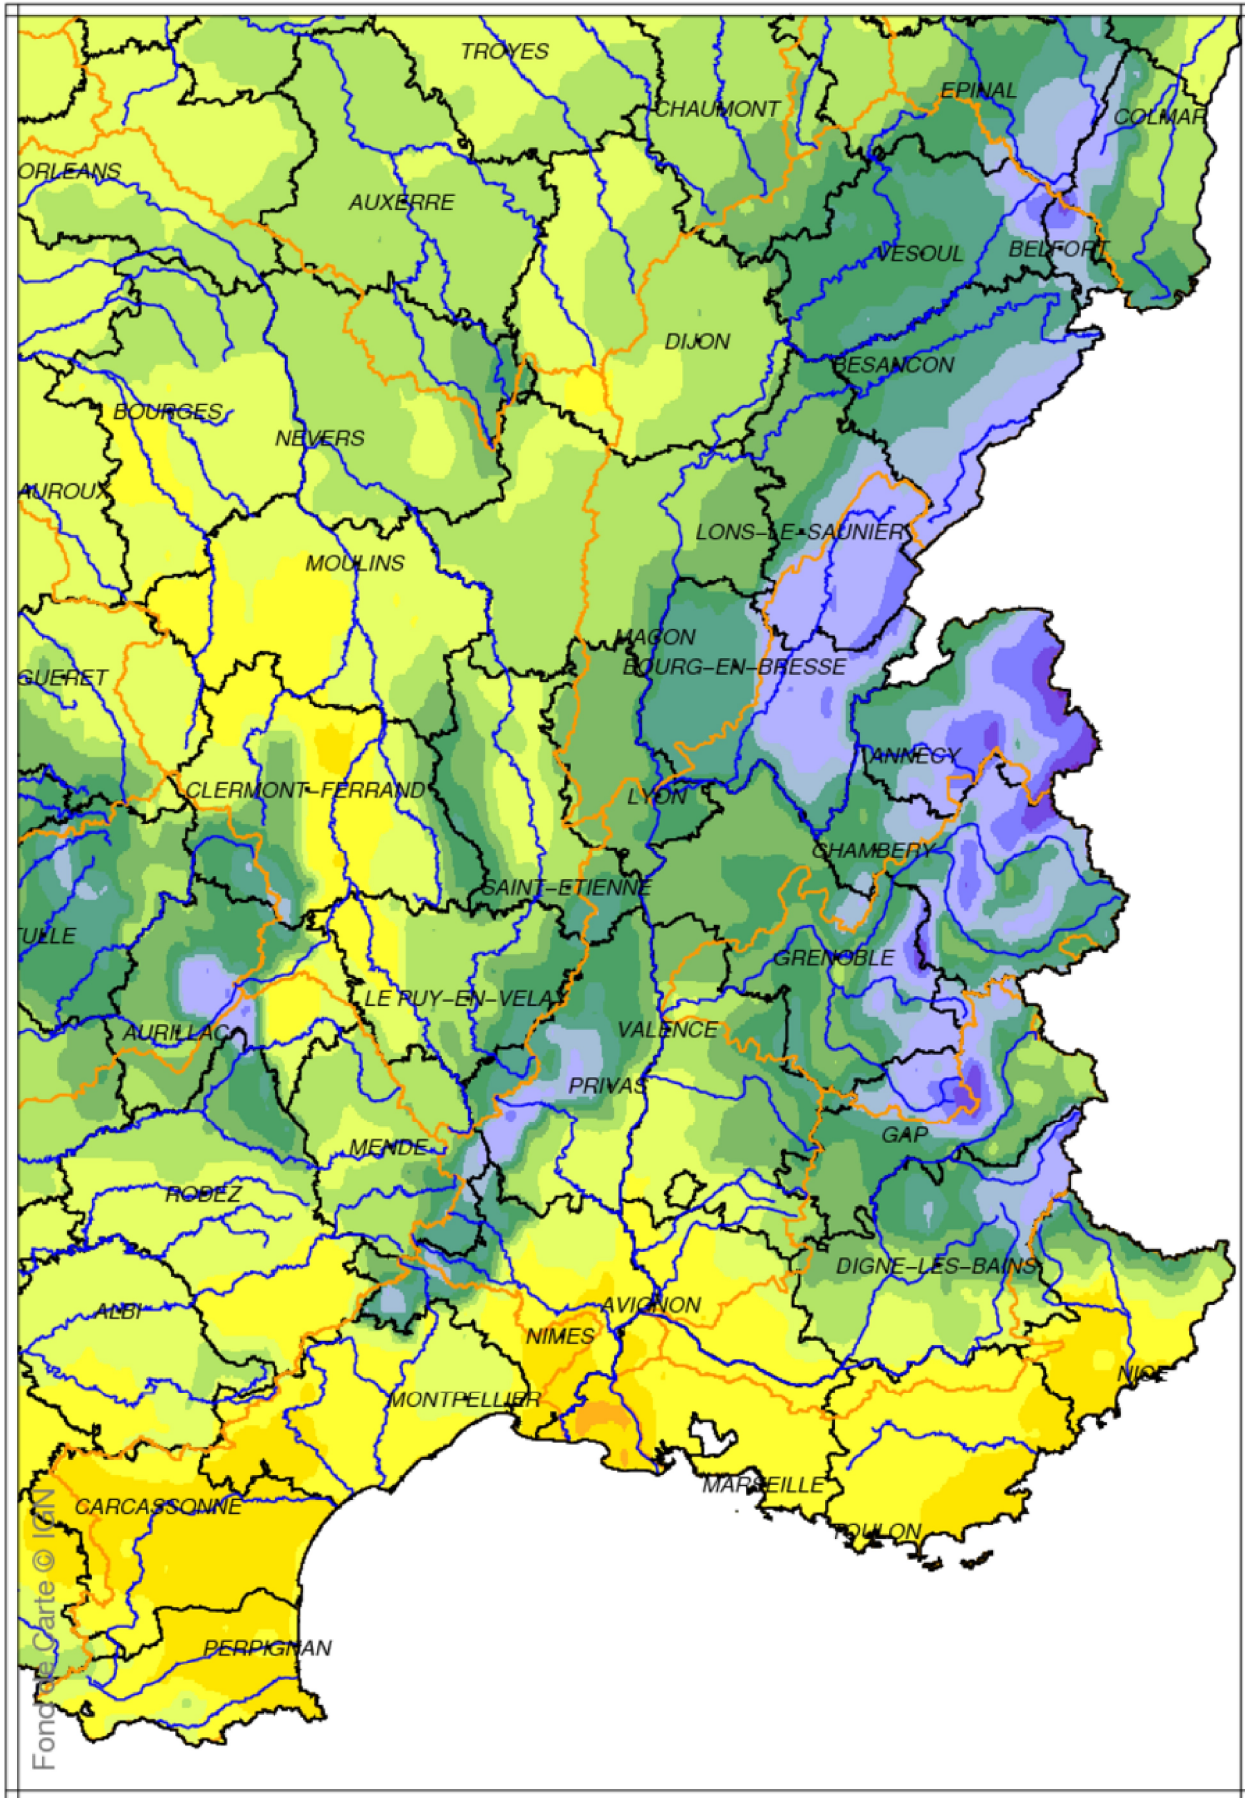 TROYES
EPINAL
CHAUMONT
COLMAR
ORLEANS
AUXERRE
VESOUL
BELFORT
DIJON
BESANCON
BOURGES
NEVERS
AUROUX
LONS-LE-SAUNIER
MOULINS
MACON
BOURG-EN-BRESSE
GUERET
ANNECY
CLERMONT-FERRAND
LYON
CHAMBERY
SAINT-ETIENNE
TULLE
GRENOBLE
LE PUY-EN-VELAY
AURILLAC
VALENCE
PRIVAS
GAP
MENDE
RODEZ
DIGNE-LES-BAINS
ALBI
AVIGNON
NIMES
NICE
MONTPELLIER
MARSEILLE
CARCASSONNE
TOULON
PERPIGNAN
Fond de Carte © IGN